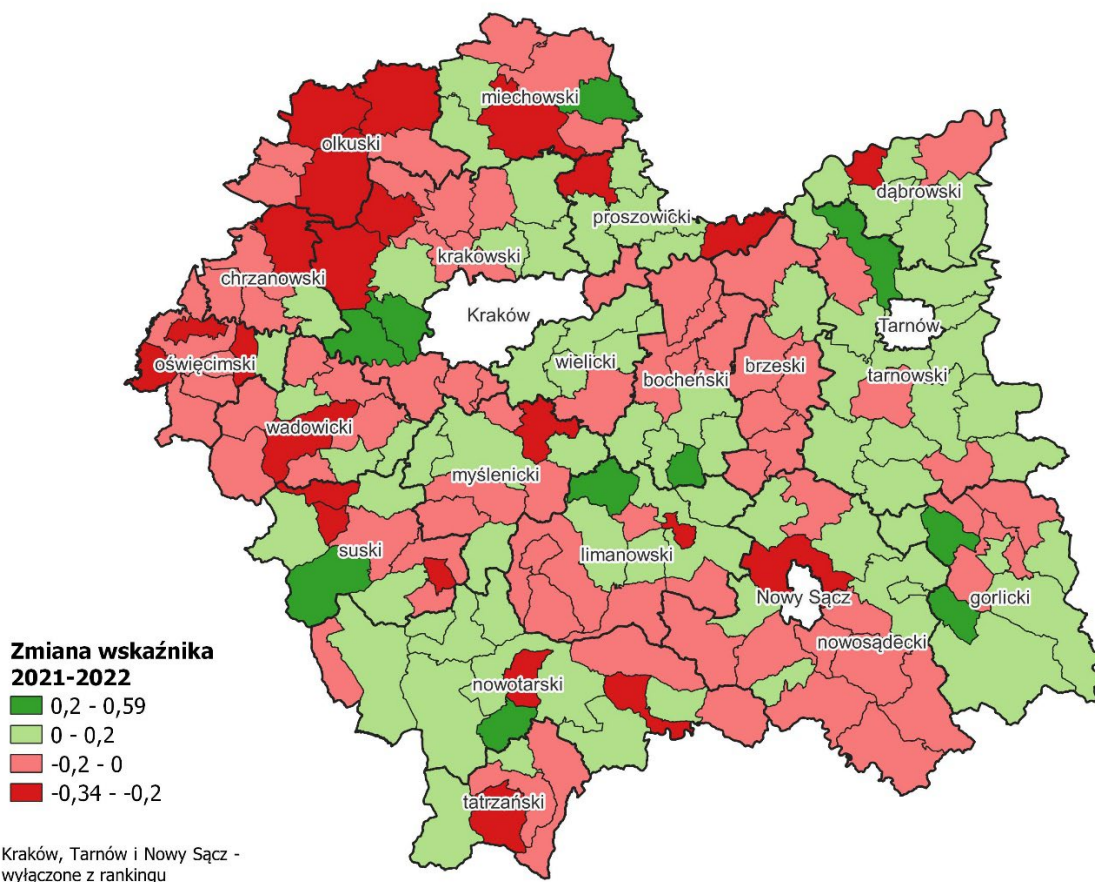 miechowski
olkuski
dąbrowski
proszowicki
krakowski
chrzanowski
Kraków
Tarnów
oświęcimski
wielicki
bocheński
brzeski
tarnowski
wadowicki
myślenicki
suski
limanowski
Nowy Sącz
gorlicki
nowosądecki
nowotarski
tatrzański
Zmiana wskaźnika
2021-2022
0,2 - 0,59
0 - 0,2
-0,2 - 0
-0,34 - -0,2
Kraków, Tarnów i Nowy Sącz -
wyłączone z rankingu